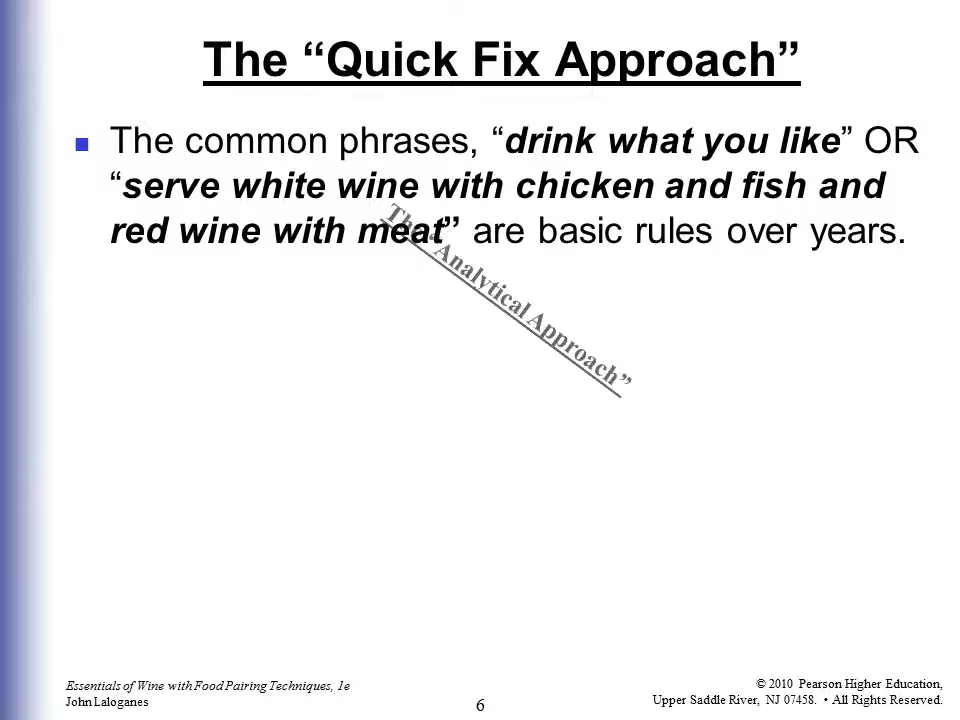 The “Quick Fix Approach”
The common phrases, “drink what you like” OR
“serve white wine with chicken and fish and
red wine with meat” are basic rules over years.
The “Analytical Approach”
Essentials of Wine with Food Pairing Techniques, 1e
John Laloganes
6
© 2010 Pearson Higher Education,
Upper Saddle River, NJ 07458. • All Rights Reserved.